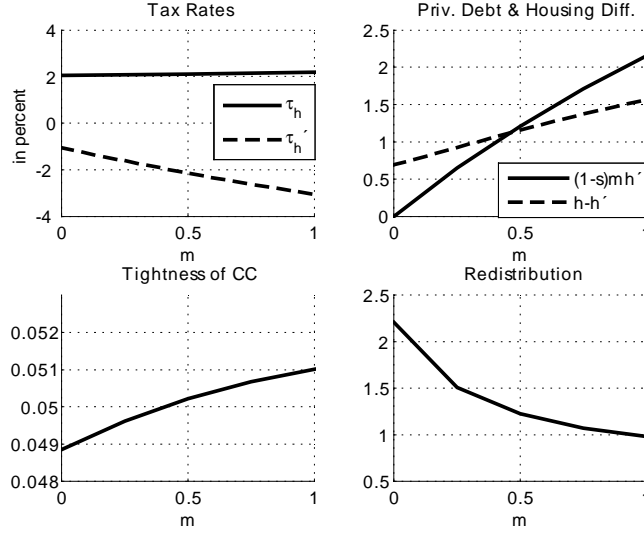 Tax Rates
4
2
0
-2
-4
in percent
τh
τh´
0
0.5
1
m
Priv. Debt & Housing Diff.
2.5
2
1.5
1
0.5
0
(1-s)mh´
h-h´
0
0.5
1
m
Tightness of CC
0.052
0.051
0.05
0.049
0.048
0
0.5
1
m
Redistribution
2.5
2
1.5
1
0.5
0
0.5
1
m